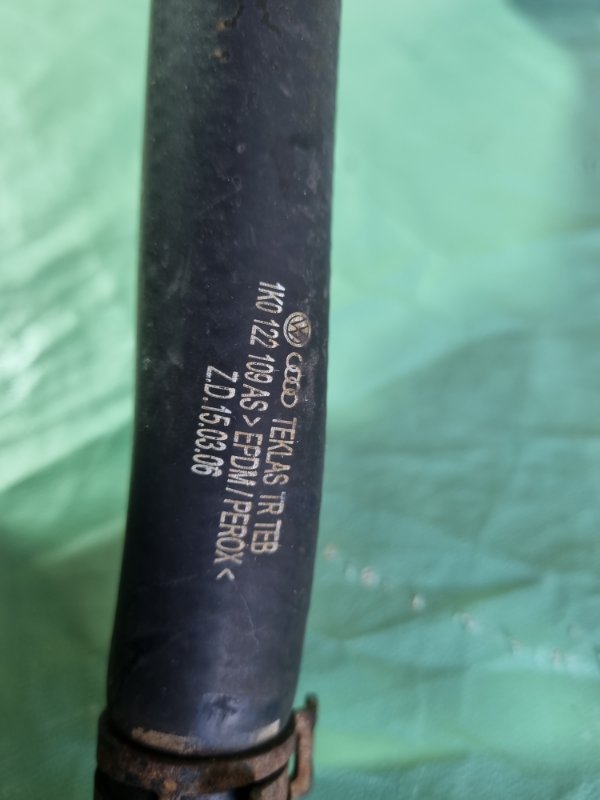 TEKLAS TR TEB
1K0 122 109 AS > EPDM / PEROX <
Z.D.15.03.06